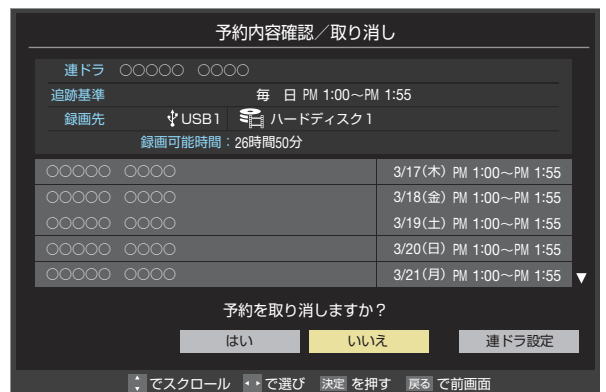 予約内容確認／取り消し
連ドラ ○○○○○ ○○○○
追跡基準 毎 日 PM 1:00～PM 1:55
録画先 USB1 ハードディスク1
録画可能時間：26時間50分
○○○○○ ○○○○ 3/17(木) PM 1:00～PM 1:55
○○○○○ ○○○○ 3/18(金) PM 1:00～PM 1:55
○○○○○ ○○○○ 3/19(土) PM 1:00～PM 1:55
○○○○○ ○○○○ 3/20(日) PM 1:00～PM 1:55
○○○○○ ○○○○ 3/21(月) PM 1:00～PM 1:55 ▼
予約を取り消しますか？
はい いいえ 連ドラ設定
でスクロール で選び 決定 を押す 戻る で前画面